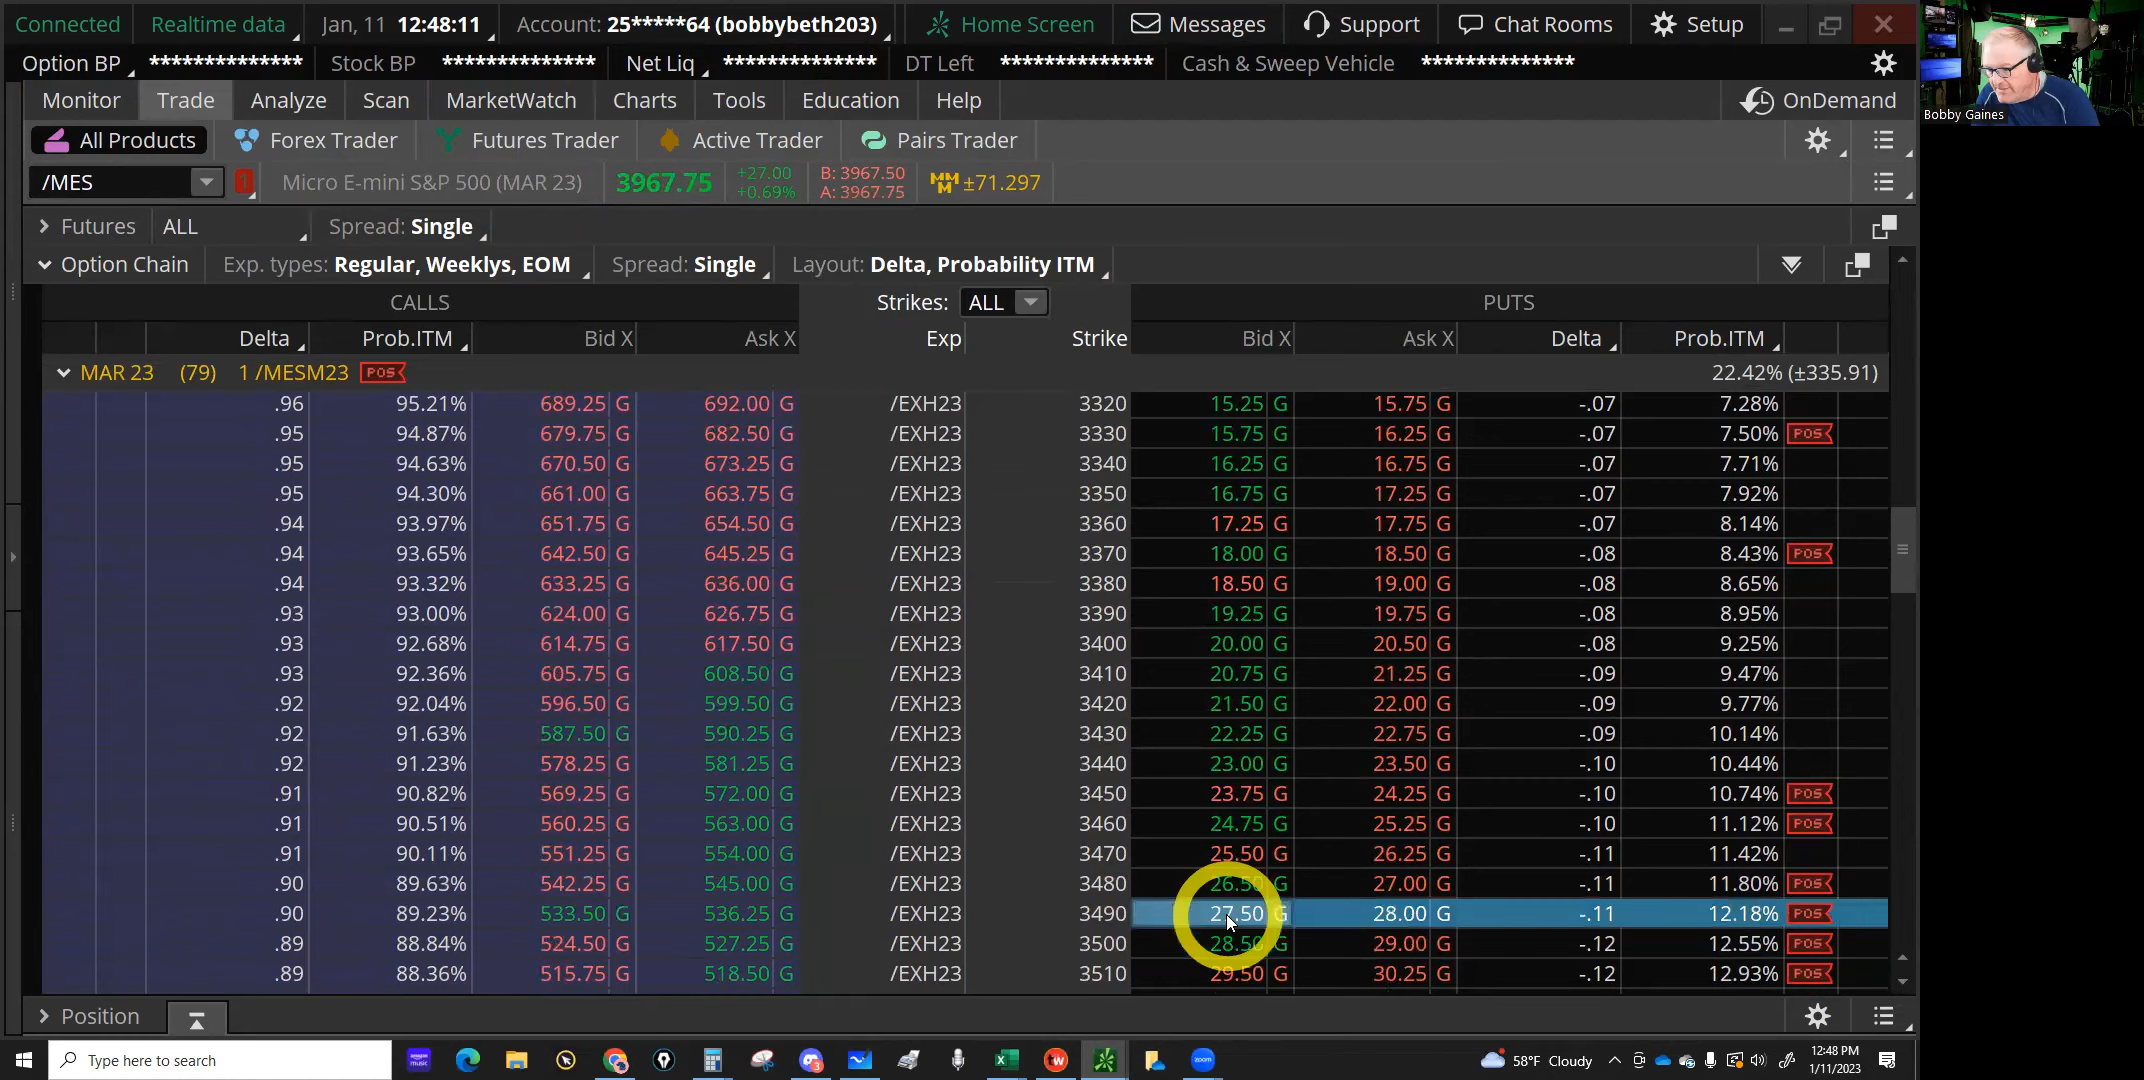 Connected Realtime data Jan, 11 12:48:11 Account: 25*****64 (bobbybeth203) Home Screen Messages Support Chat Rooms Setup
Bobby Gaines
Option BP ************** Stock BP ************** Net Liq ************** DT Left ************** Cash & Sweep Vehicle **************
Monitor Trade Analyze Scan MarketWatch Charts Tools Education Help OnDemand
All Products Forex Trader Futures Trader Active Trader Pairs Trader
/MES 1 Micro E-mini S&P 500 (MAR 23) 3967.75 +27.00 +0.69% B: 3967.50 A: 3967.75 MMM ±71.297
Futures ALL Spread: Single
Option Chain Exp. types: Regular, Weeklys, EOM Spread: Single Layout: Delta, Probability ITM
CALLS Strikes: ALL PUTS
Delta Prob.ITM Bid X Ask X Exp Strike Bid X Ask X Delta Prob.ITM
MAR 23 (79) 1 /MESM23 POS 22.42% (±335.91)
.96 95.21% 689.25 G 692.00 G /EXH23 3320 15.25 G 15.75 G -.07 7.28%
.95 94.87% 679.75 G 682.50 G /EXH23 3330 15.75 G 16.25 G -.07 7.50% POS
.95 94.63% 670.50 G 673.25 G /EXH23 3340 16.25 G 16.75 G -.07 7.71%
.95 94.30% 661.00 G 663.75 G /EXH23 3350 16.75 G 17.25 G -.07 7.92%
.94 93.97% 651.75 G 654.50 G /EXH23 3360 17.25 G 17.75 G -.07 8.14%
.94 93.65% 642.50 G 645.25 G /EXH23 3370 18.00 G 18.50 G -.08 8.43% POS
.94 93.32% 633.25 G 636.00 G /EXH23 3380 18.50 G 19.00 G -.08 8.65%
.93 93.00% 624.00 G 626.75 G /EXH23 3390 19.25 G 19.75 G -.08 8.95%
.93 92.68% 614.75 G 617.50 G /EXH23 3400 20.00 G 20.50 G -.08 9.25%
.93 92.36% 605.75 G 608.50 G /EXH23 3410 20.75 G 21.25 G -.09 9.47%
.92 92.04% 596.50 G 599.50 G /EXH23 3420 21.50 G 22.00 G -.09 9.77%
.92 91.63% 587.50 G 590.25 G /EXH23 3430 22.25 G 22.75 G -.09 10.14%
.92 91.23% 578.25 G 581.25 G /EXH23 3440 23.00 G 23.50 G -.10 10.44%
.91 90.82% 569.25 G 572.00 G /EXH23 3450 23.75 G 24.25 G -.10 10.74% POS
.91 90.51% 560.25 G 563.00 G /EXH23 3460 24.75 G 25.25 G -.10 11.12% POS
.91 90.11% 551.25 G 554.00 G /EXH23 3470 25.50 G 26.25 G -.11 11.42%
.90 89.63% 542.25 G 545.00 G /EXH23 3480 26.50 G 27.00 G -.11 11.80% POS
.90 89.23% 533.50 G 536.25 G /EXH23 3490 27.50 G 28.00 G -.11 12.18% POS
.89 88.84% 524.50 G 527.25 G /EXH23 3500 28.50 G 29.00 G -.12 12.55% POS
.89 88.36% 515.75 G 518.50 G /EXH23 3510 29.50 G 30.25 G -.12 12.93% POS
Position
Type here to search amazon music 3 zoom 58°F Cloudy 12:48 PM
1/11/2023